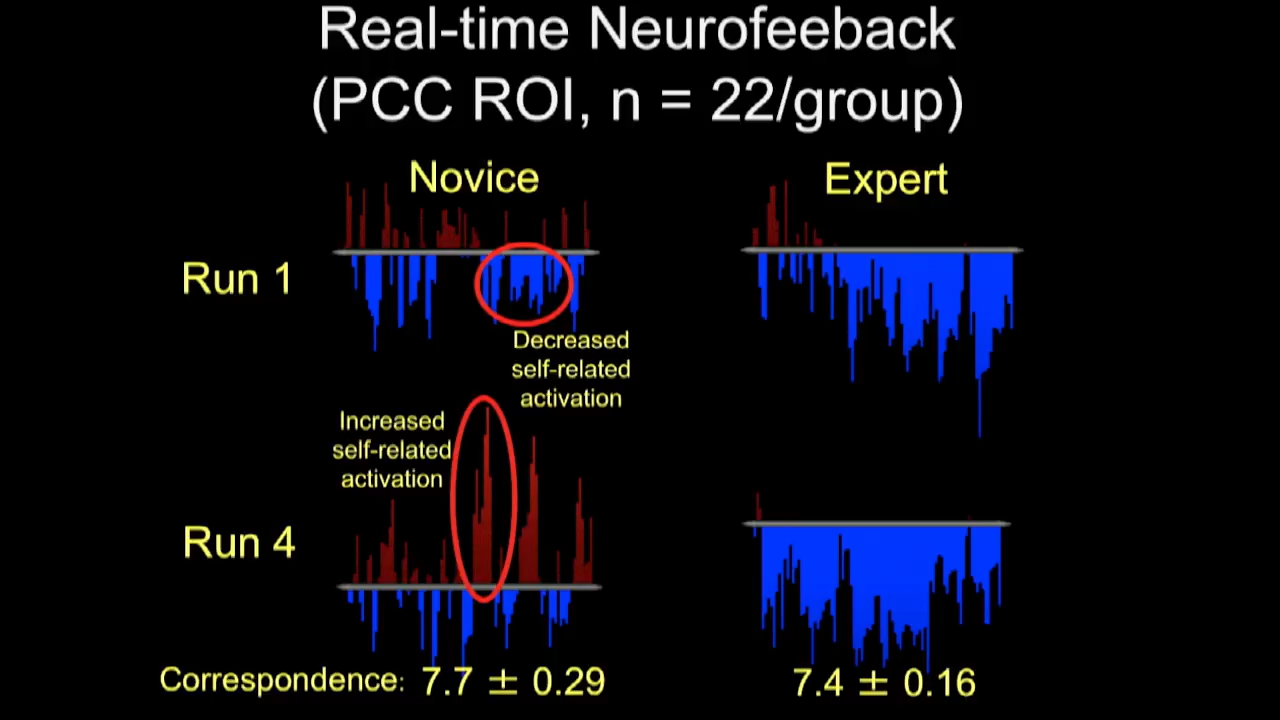 Real-time Neurofeeback
(PCC ROI, n = 22/group)
Novice
Expert
Run 1
Decreased
self-related
activation
Increased
self-related
activation
Run 4
Correspondence: 7.7 ± 0.29
7.4 ± 0.16